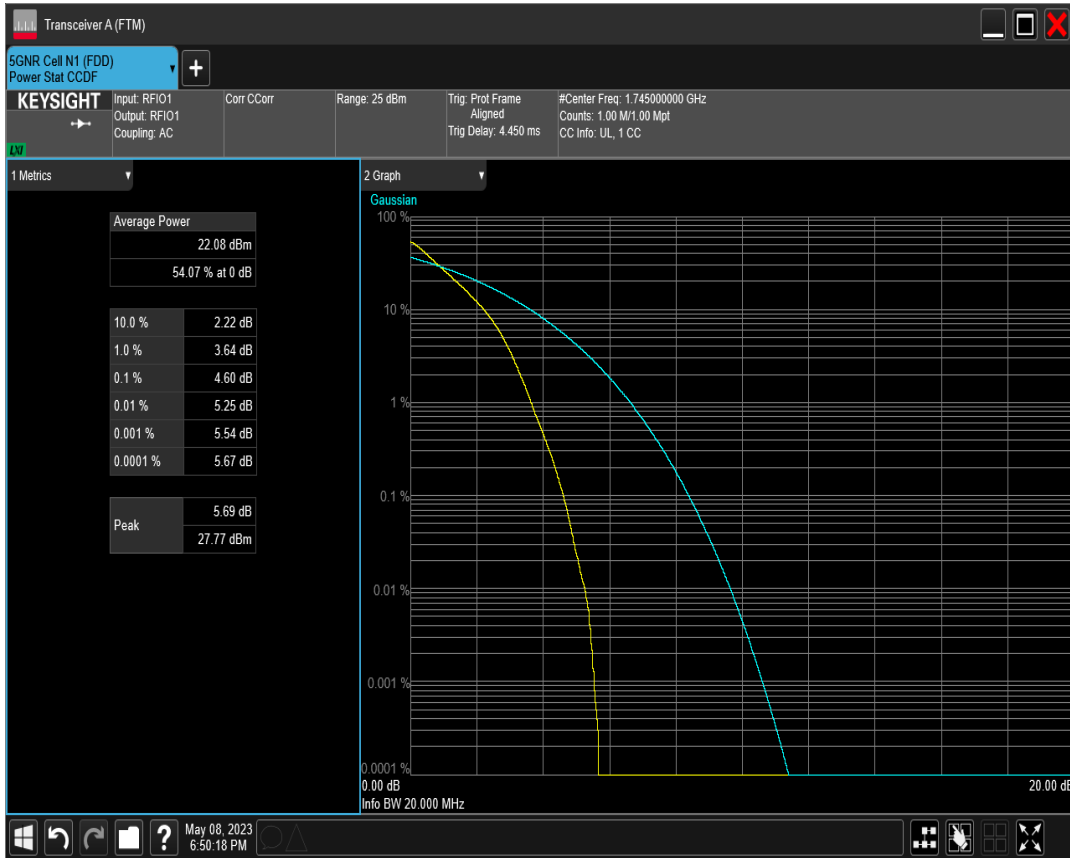 Transceiver A (FTM)
5GNR Cell N1 (FDD)
Power Stat CCDF
+
KEYSIGHT
LXI
Input: RFIO1
Output: RFIO1
Coupling: AC
Corr CCorr
Range: 25 dBm
Trig: Prot Frame
Aligned
Trig Delay: 4.450 ms
#Center Freq: 1.745000000 GHz
Counts: 1.00 M/1.00 Mpt
CC Info: UL, 1 CC
1 Metrics
Average Power
22.08 dBm
54.07 % at 0 dB
10.0 % 2.22 dB
1.0 % 3.64 dB
0.1 % 4.60 dB
0.01 % 5.25 dB
0.001 % 5.54 dB
0.0001 % 5.67 dB
Peak
5.69 dB
27.77 dBm
2 Graph
Gaussian
100 %
10 %
1 %
0.1 %
0.01 %
0.001 %
0.0001 %
0.00 dB
20.00 dB
Info BW 20.000 MHz
?
May 08, 2023
6:50:18 PM